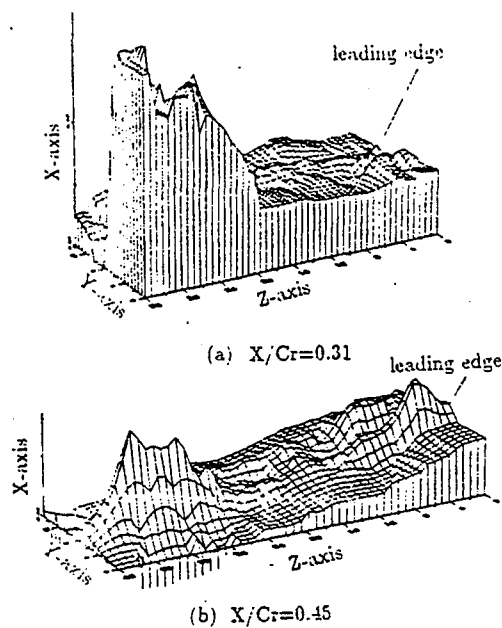 leading edge
X-axis
Y-axis
Z-axis
(a) X/Cr=0.31
leading edge
X-axis
Y-axis
Z-axis
(b) X/Cr=0.45